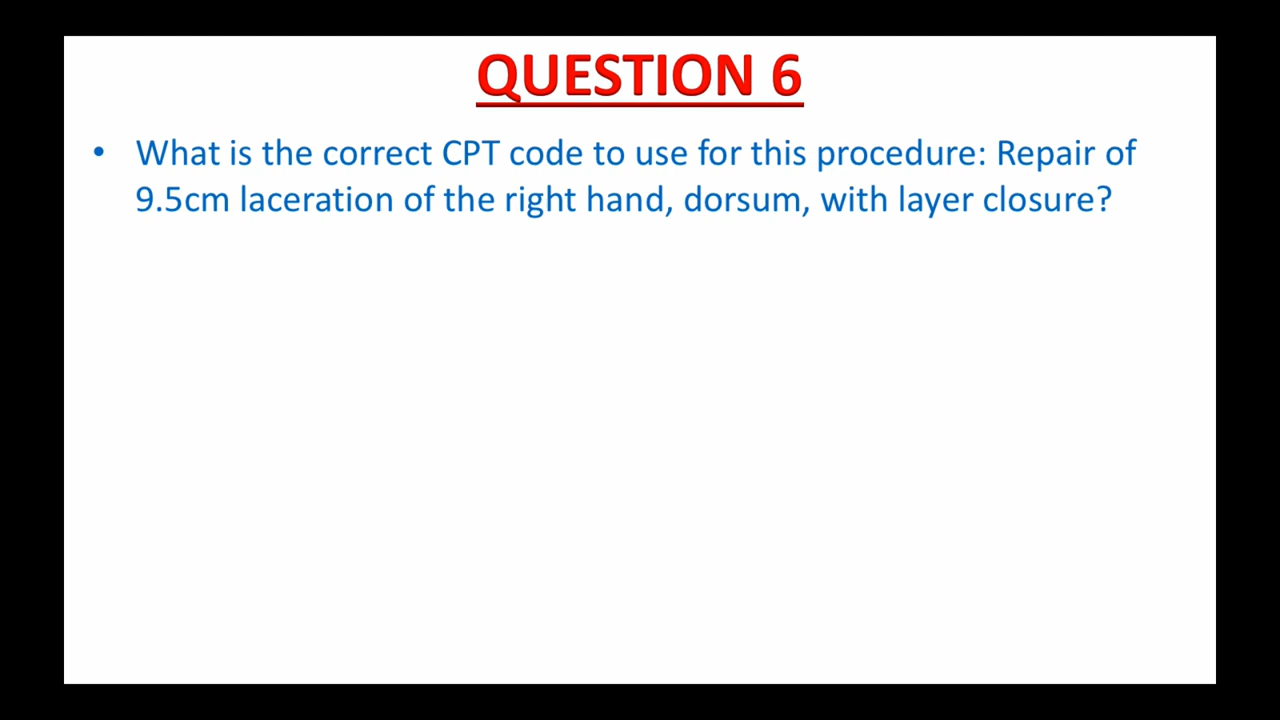 QUESTION 6
• What is the correct CPT code to use for this procedure: Repair of
9.5cm laceration of the right hand, dorsum, with layer closure?